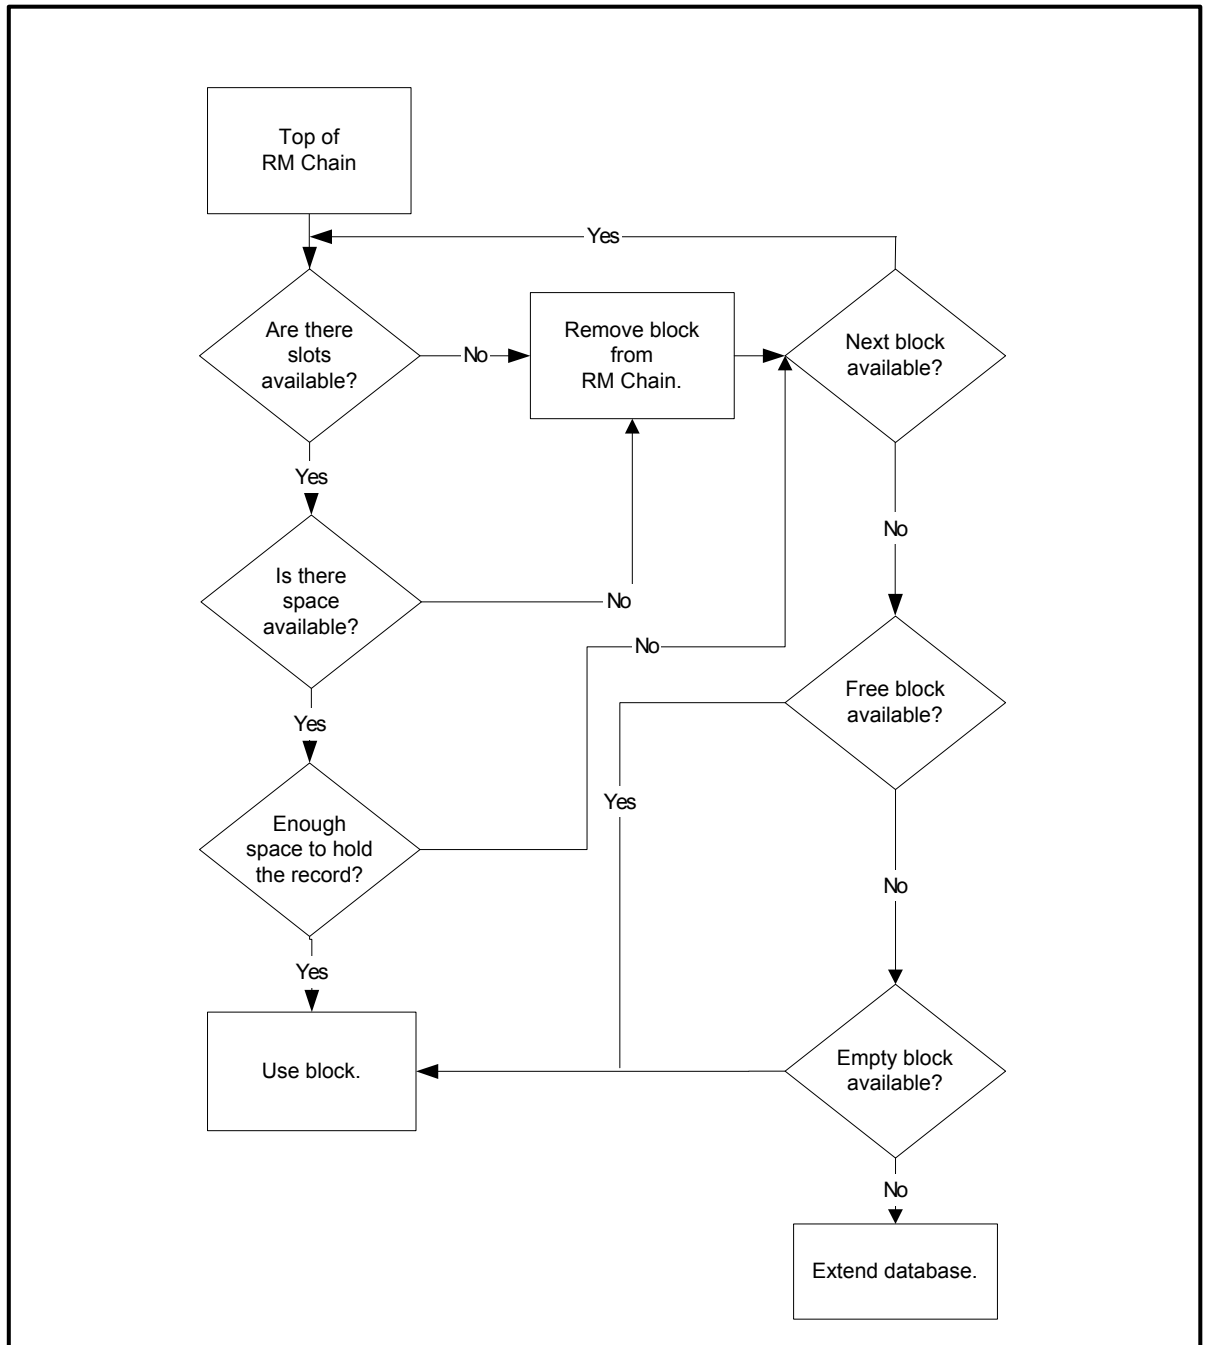 Top of
RM Chain
Yes
Are there
slots
available?
No
Remove block
from
RM Chain.
Next block
available?
Yes
No
Is there
space
available?
No
No
Free block
available?
Yes
Yes
Enough
space to hold
the record?
No
Yes
Use block.
Empty block
available?
No
Extend database.